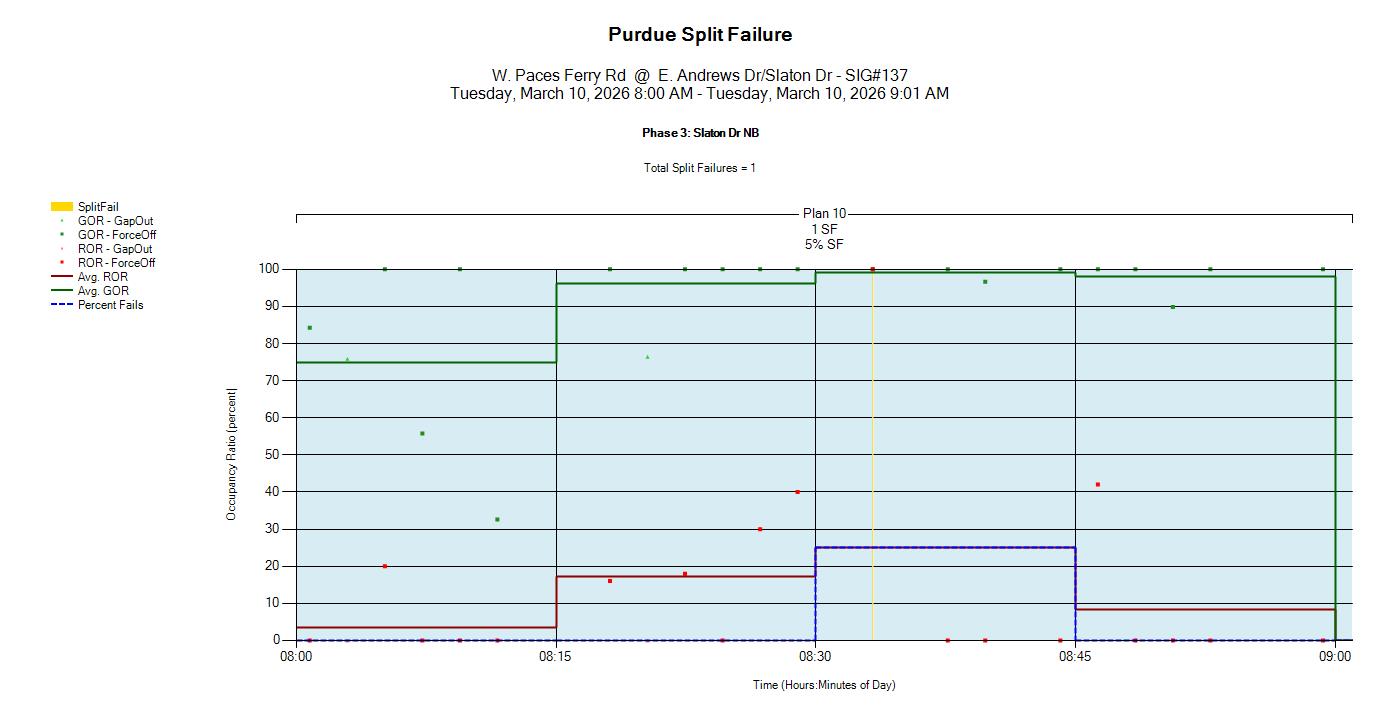 Purdue Split Failure
W. Paces Ferry Rd @ E. Andrews Dr/Slaton Dr - SIG#137
Tuesday, March 10, 2026 8:00 AM - Tuesday, March 10, 2026 9:01 AM
Phase 3: Slaton Dr NB
Total Split Failures = 1
SplitFail
GOR - GapOut
GOR - ForceOff
ROR - GapOut
ROR - ForceOff
Avg. ROR
Avg. GOR
Percent Fails
Plan 10
1 SF
5% SF
Occupancy Ratio (percent)
100
90
80
70
60
50
40
30
20
10
0
08:00
08:15
08:30
08:45
09:00
Time (Hours:Minutes of Day)